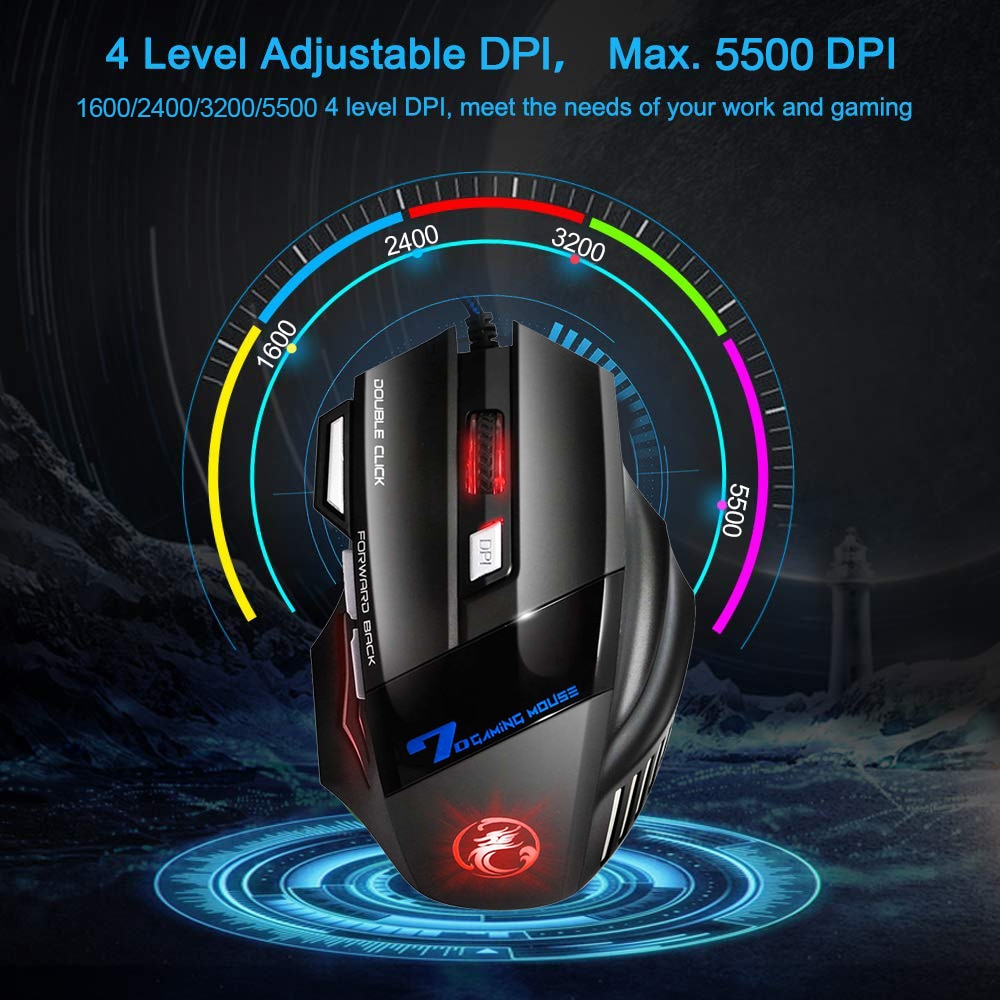 4 Level Adjustable DPI, Max. 5500 DPI
1600/2400/3200/5500 4 level DPI, meet the needs of your work and gaming
2400
3200
1600
5500
DOUBLE CLICK
DPI
FORWARD BACK
7D GAMING MOUSE